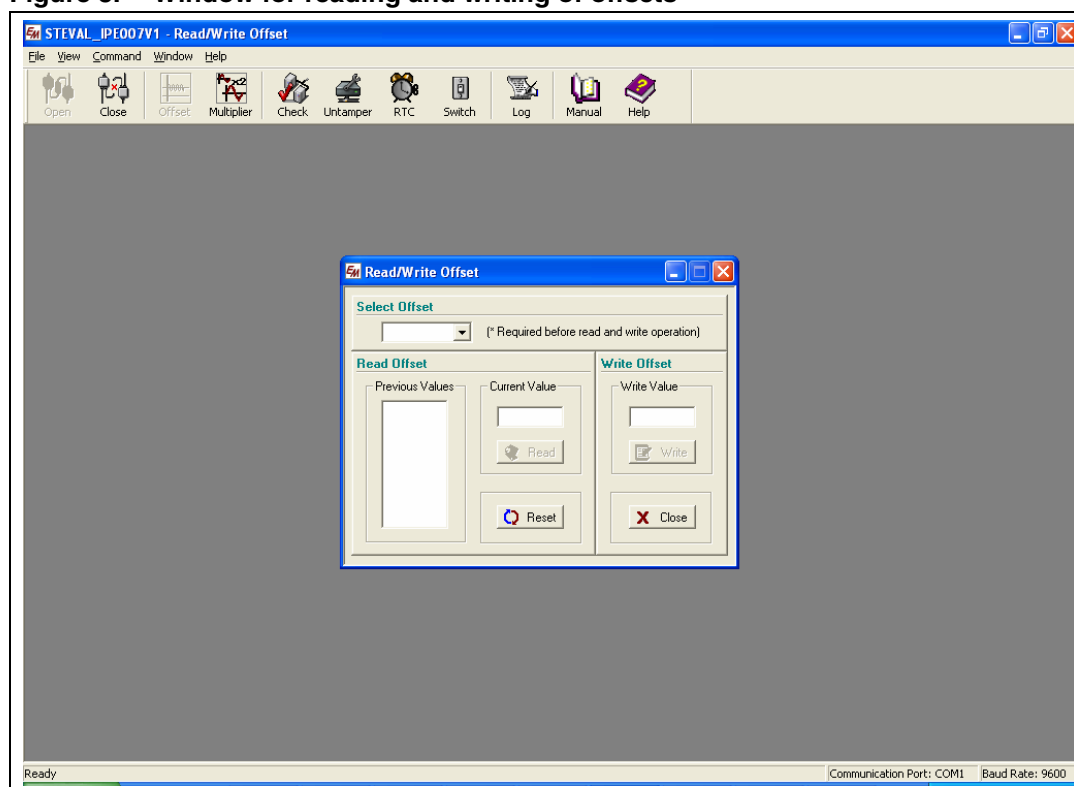 Window for reading and writing of offsets
EM STEVAL_IPE007V1 - Read/Write Offset
File View Command Window Help
Open Close Offset Multiplier Check Untamper RTC Switch Log Manual Help
EM Read/Write Offset
Select Offset
(* Required before read and write operation)
Read Offset Write Offset
Previous Values Current Value Write Value
Read Write
Reset Close
Ready Communication Port: COM1 Baud Rate: 9600